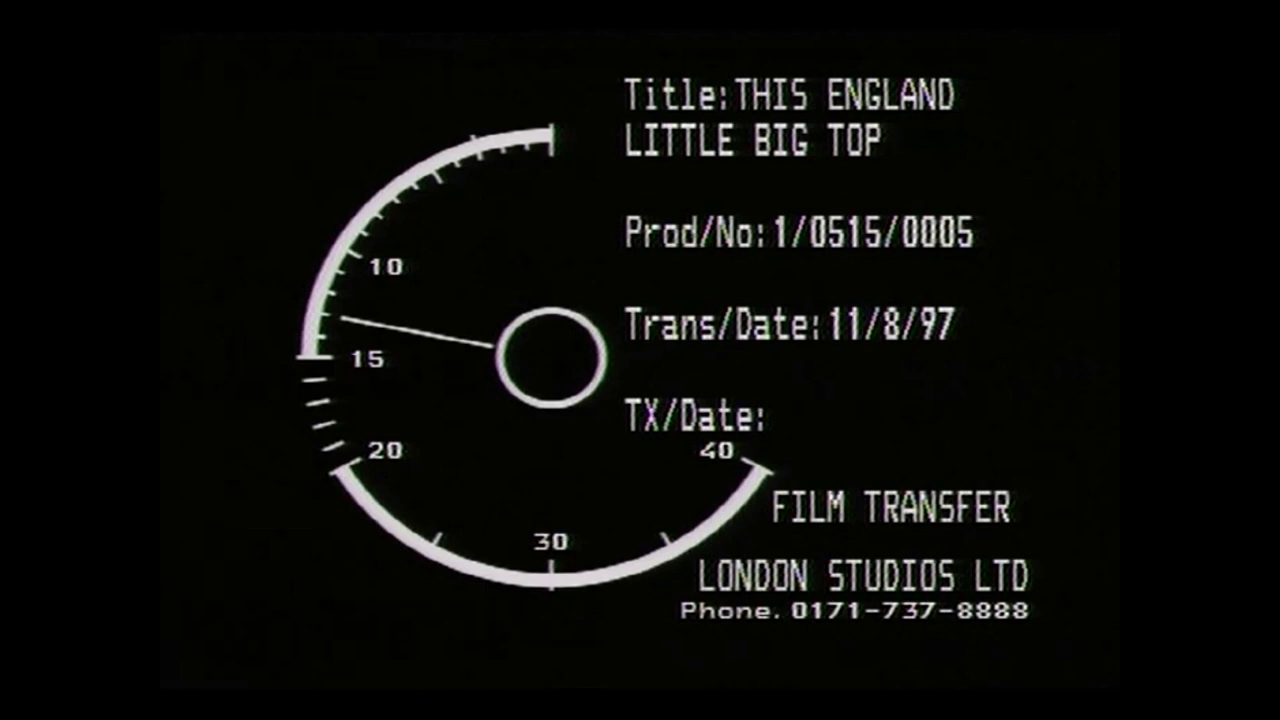 Title:THIS ENGLAND
LITTLE BIG TOP
Prod/No:1/0515/0005
10
Trans/Date:11/8/97
15
TX/Date:
20
40
FILM TRANSFER
30
LONDON STUDIOS LTD
Phone. 0171-737-8888